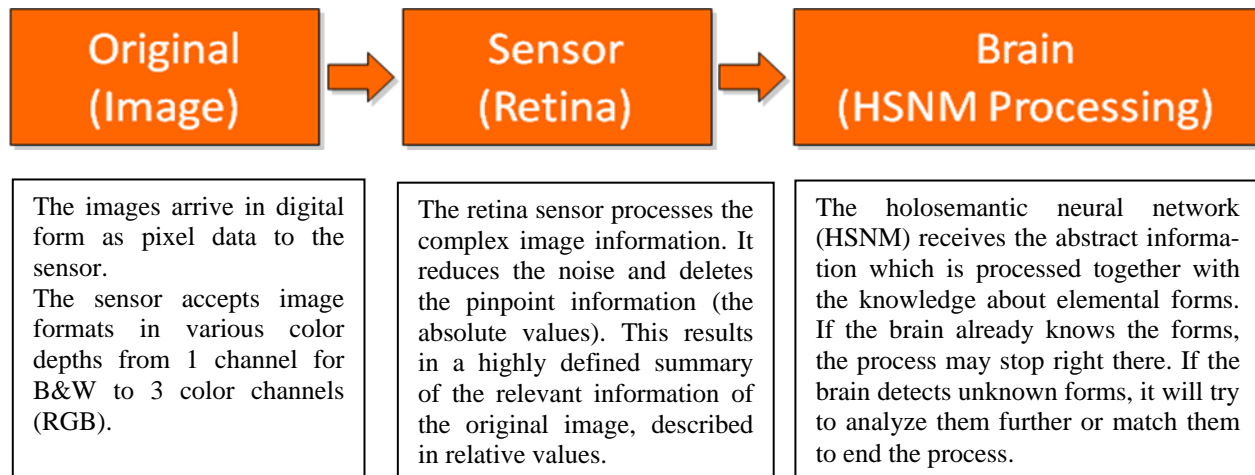 Original
(Image)
Sensor
(Retina)
Brain
(HSNM Processing)
The images arrive in digital
form as pixel data to the
sensor.
The sensor accepts image
formats in various color
depths from 1 channel for
B&W to 3 color channels
(RGB).
The retina sensor processes the
complex image information. It
reduces the noise and deletes
the pinpoint information (the
absolute values). This results
in a highly defined summary
of the relevant information of
the original image, described
in relative values.
The holosemantic neural network
(HSNM) receives the abstract informa-
tion which is processed together with
the knowledge about elemental forms.
If the brain already knows the forms,
the process may stop right there. If the
brain detects unknown forms, it will try
to analyze them further or match them
to end the process.